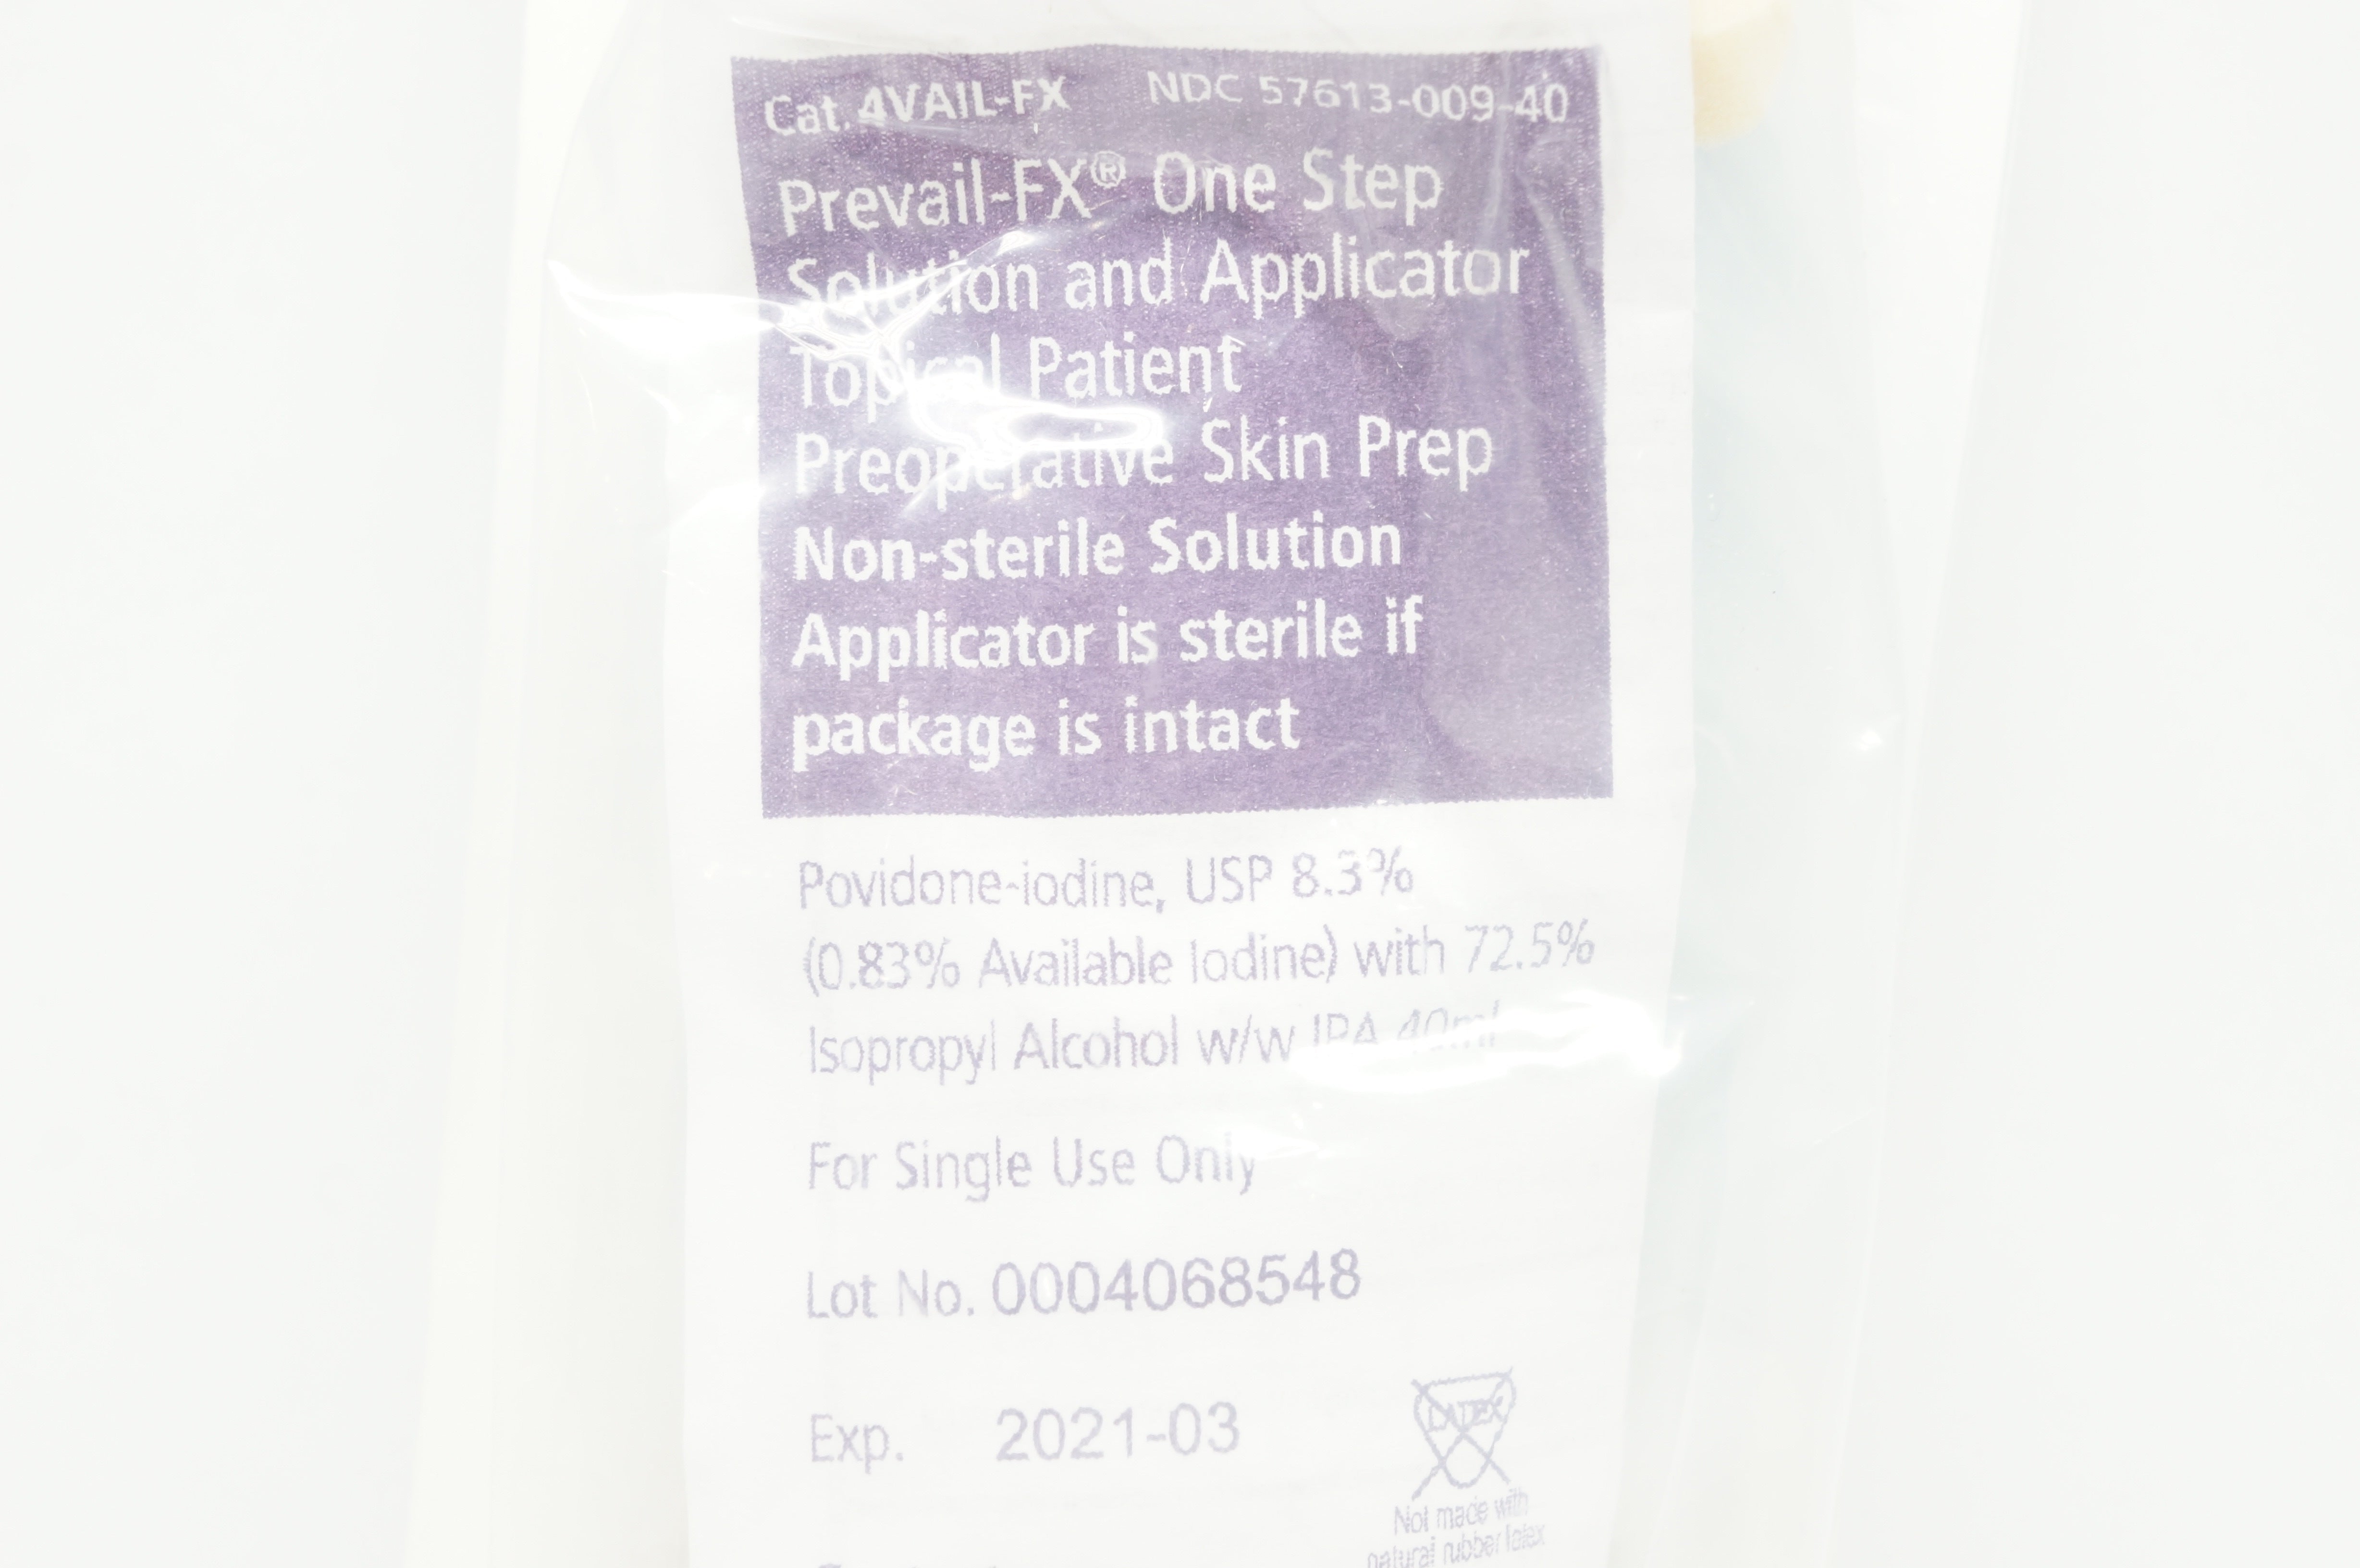 Cat. 4VAIL-FX NDC 57613-009-40
Prevail-FX® One Step
Solution and Applicator
Topical Patient
Preoperative Skin Prep
Non-sterile Solution
Applicator is sterile if
package is intact
Povidone-iodine, USP 8.3%
(0.83% Available Iodine) with 72.5%
Isopropyl Alcohol w/w IPA 40ml
For Single Use Only
Lot No. 0004068548
Exp. 2021-03
LATEX
Not made with
natural rubber latex